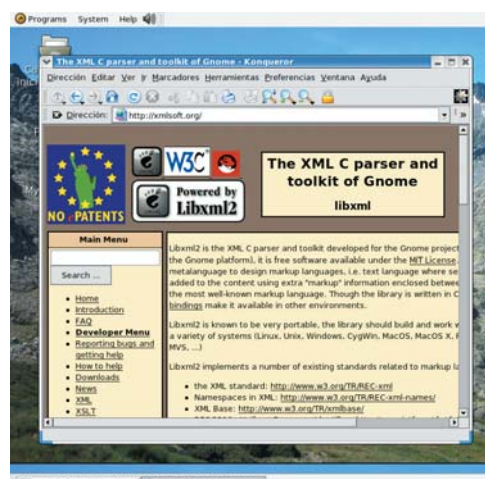 Programs System Help
The XML C parser and toolkit of Gnome - Konqueror
Dirección Editar Ver Ir Marcadores Herramientas Preferencias Ventana Ayuda
Dirección: http://xmlsoft.org/
NO ePATENTS
W3C
Powered by
Libxml2
The XML C parser and
toolkit of Gnome
libxml
Main Menu
Search ...
Home
Introduction
FAQ
Developer Menu
Reporting bugs and
getting help
How to help
Downloads
News
XML
XSLT
Libxml2 is the XML C parser and toolkit developed for the Gnome project
the Gnome platform), it is free software available under the MIT License.
metalanguage to design markup languages, i.e. text language where se
added to the content using extra "markup" information enclosed betwee
the most well-known markup language. Though the library is written in C
bindings make it available in other environments.
Libxml2 is known to be very portable, the library should build and work w
a variety of systems (Linux, Unix, Windows, CygWin, MacOS, MacOS X,
MVS, ...)
Libxml2 implements a number of existing standards related to markup la
the XML standard: http://www.w3.org/TR/REC-xml
Namespaces in XML: http://www.w3.org/TR/REC-xml-names/
XML Base: http://www.w3.org/TR/xmlbase/